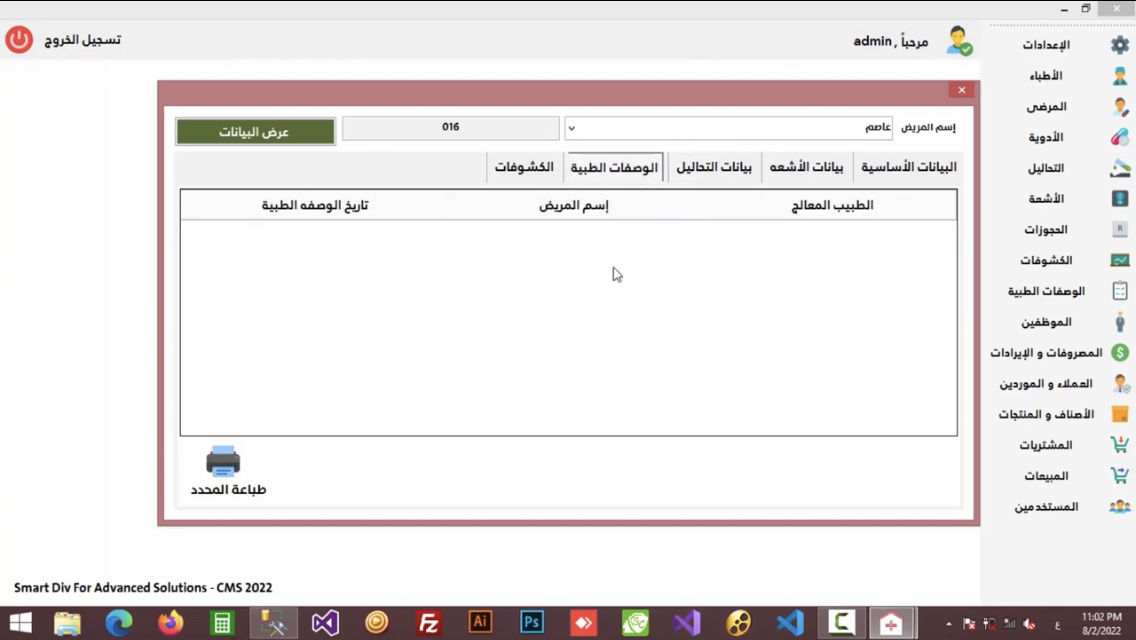 تسجيل الخروج
مرحباً , admin
الإعدادات
الأطباء
المرضى
الأدوية
التحاليل
الأشعة
الحجوزات
الكشوفات
الوصفات الطبية
الموظفين
المصروفات و الإيرادات
العملاء و الموردين
الأصناف و المنتجات
المشتريات
المبيعات
المستخدمين
إسم المريض
عاصم
016
عرض البيانات
البيانات الأساسية
بيانات الأشعه
بيانات التحاليل
الوصفات الطبية
الكشوفات
الطبيب المعالج
إسم المريض
تاريخ الوصفه الطبية
طباعة المحدد
Smart Div For Advanced Solutions - CMS 2022
Fz
Ai
Ps
ع
11:02 PM
8/2/2022